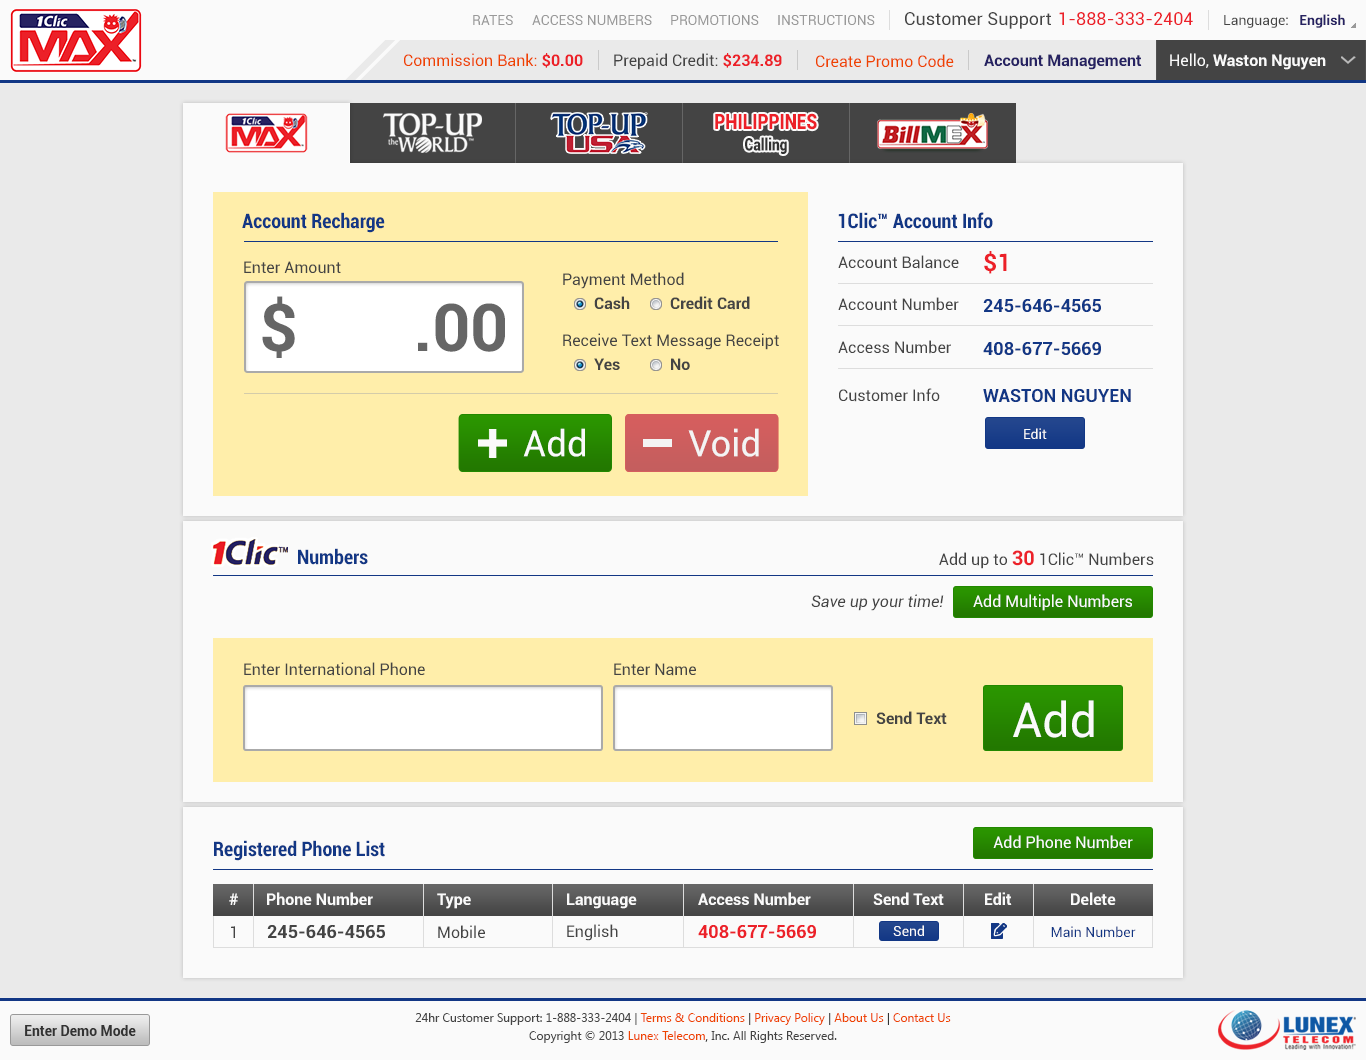 1Clic MAX
RATES ACCESS NUMBERS PROMOTIONS INSTRUCTIONS Customer Support 1-888-333-2404 Language: English
Commission Bank: $0.00 Prepaid Credit: $234.89 Create Promo Code Account Management Hello, Waston Nguyen
1Clic MAX TOP-UP the WORLD™ TOP-UP USA PHILIPPINES Calling BillMEX
Account Recharge
Enter Amount
$ .00
Payment Method
Cash Credit Card
Receive Text Message Receipt
Yes No
Add Void
1Clic™ Account Info
Account Balance $1
Account Number 245-646-4565
Access Number 408-677-5669
Customer Info WASTON NGUYEN
Edit
1Clic™ Numbers Add up to 30 1Clic™ Numbers
Save up your time! Add Multiple Numbers
Enter International Phone Enter Name
Send Text Add
Registered Phone List Add Phone Number
# Phone Number Type Language Access Number Send Text Edit Delete
1 245-646-4565 Mobile English 408-677-5669 Send Main Number
Enter Demo Mode
24hr Customer Support: 1-888-333-2404 | Terms & Conditions | Privacy Policy | About Us | Contact Us
Copyright © 2013 Lunex Telecom, Inc. All Rights Reserved.
LUNEX
TELECOM
Leading with Innovation!™